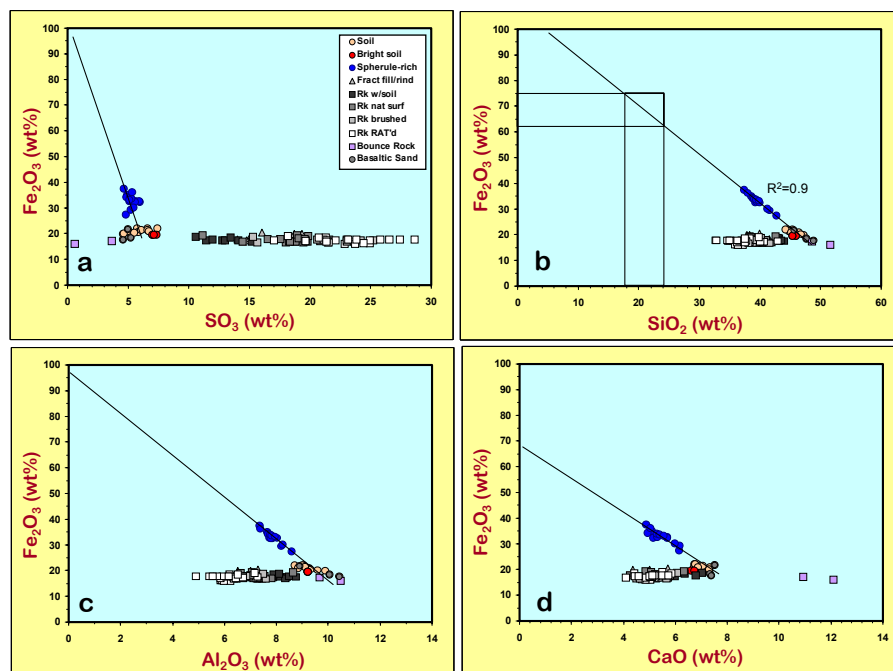 100
90
80
70
60
50
40
30
20
10
0
Fe2O3 (wt%)
Soil
Bright soil
Spherule-rich
Fract fill/rind
Rk w/soil
Rk nat surf
Rk brushed
Rk RAT'd
Bounce Rock
Basaltic Sand
a
0 5 10 15 20 25 30
SO3 (wt%)
100
90
80
70
60
50
40
30
20
10
0
Fe2O3 (wt%)
R2=0.9
b
0 10 20 30 40 50 60
SiO2 (wt%)
100
90
80
70
60
50
40
30
20
10
0
Fe2O3 (wt%)
c
0 2 4 6 8 10 12 14
Al2O3 (wt%)
100
90
80
70
60
50
40
30
20
10
0
Fe2O3 (wt%)
d
0 2 4 6 8 10 12 14
CaO (wt%)